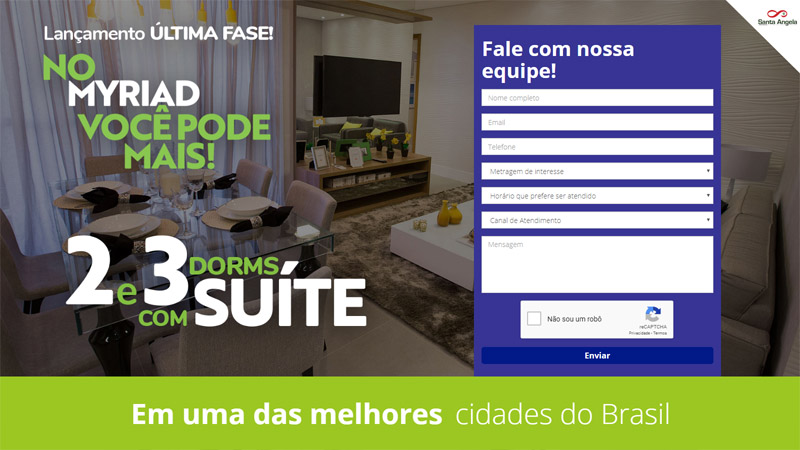 Lançamento ÚLTIMA FASE!
NO
MYRIAD
VOCÊ PODE
MAIS!
2 e 3 DORMS
COM SUÍTE
Santa Angela
Fale com nossa
equipe!
Nome completo
Email
Telefone
Metragem de interesse
Horário que prefere ser atendido
Canal de Atendimento
Mensagem
Não sou um robô
reCAPTCHA
Privacidade - Termos
Enviar
Em uma das melhores cidades do Brasil